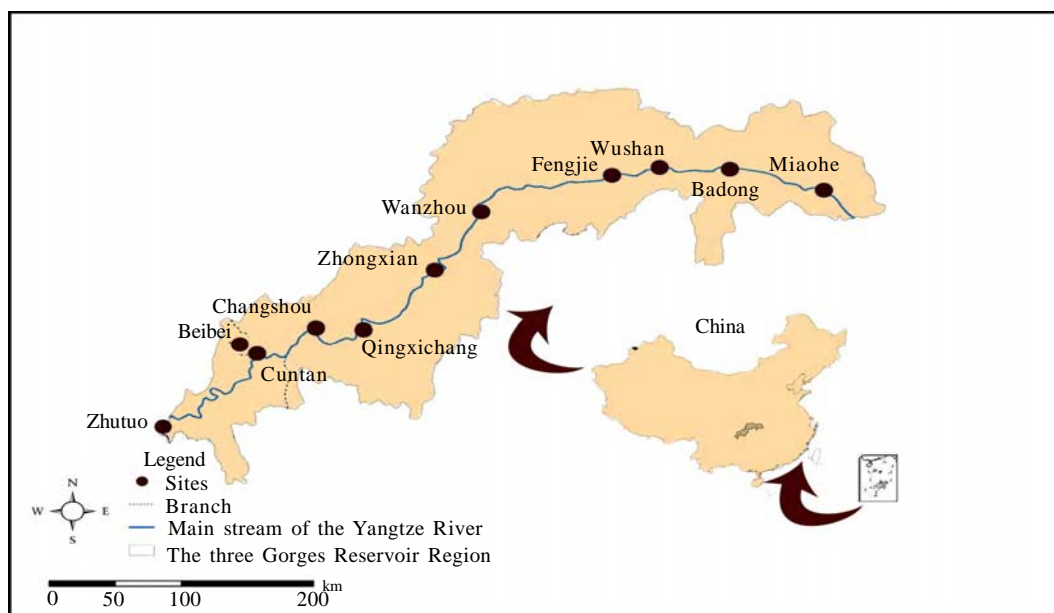 Wushan
Fengjie
Miaohe
Badong
Wanzhou
Zhongxian
Changshou
Beibei
Qingxichang
Cuntan
China
Zhutuo
Legend
Sites
Branch
Main stream of the Yangtze River
The three Gorges Reservoir Region
N
W
E
S
km
0 50 100 200